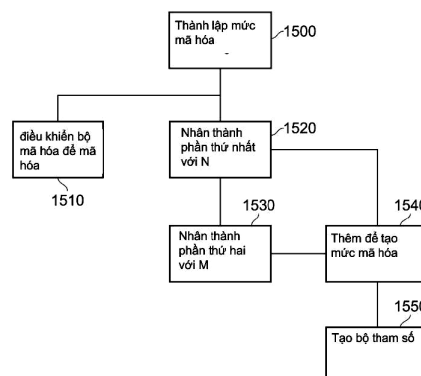 Thành lập mức
mã hóa
1500
điều khiển bộ
mã hóa để mã
hóa
1510
Nhân thành
phần thứ nhất
với N
1520
Nhân thành
phần thứ hai
với M
1530
Thêm để tạo
mức mã hóa
1540
Tạo bộ tham số
1550